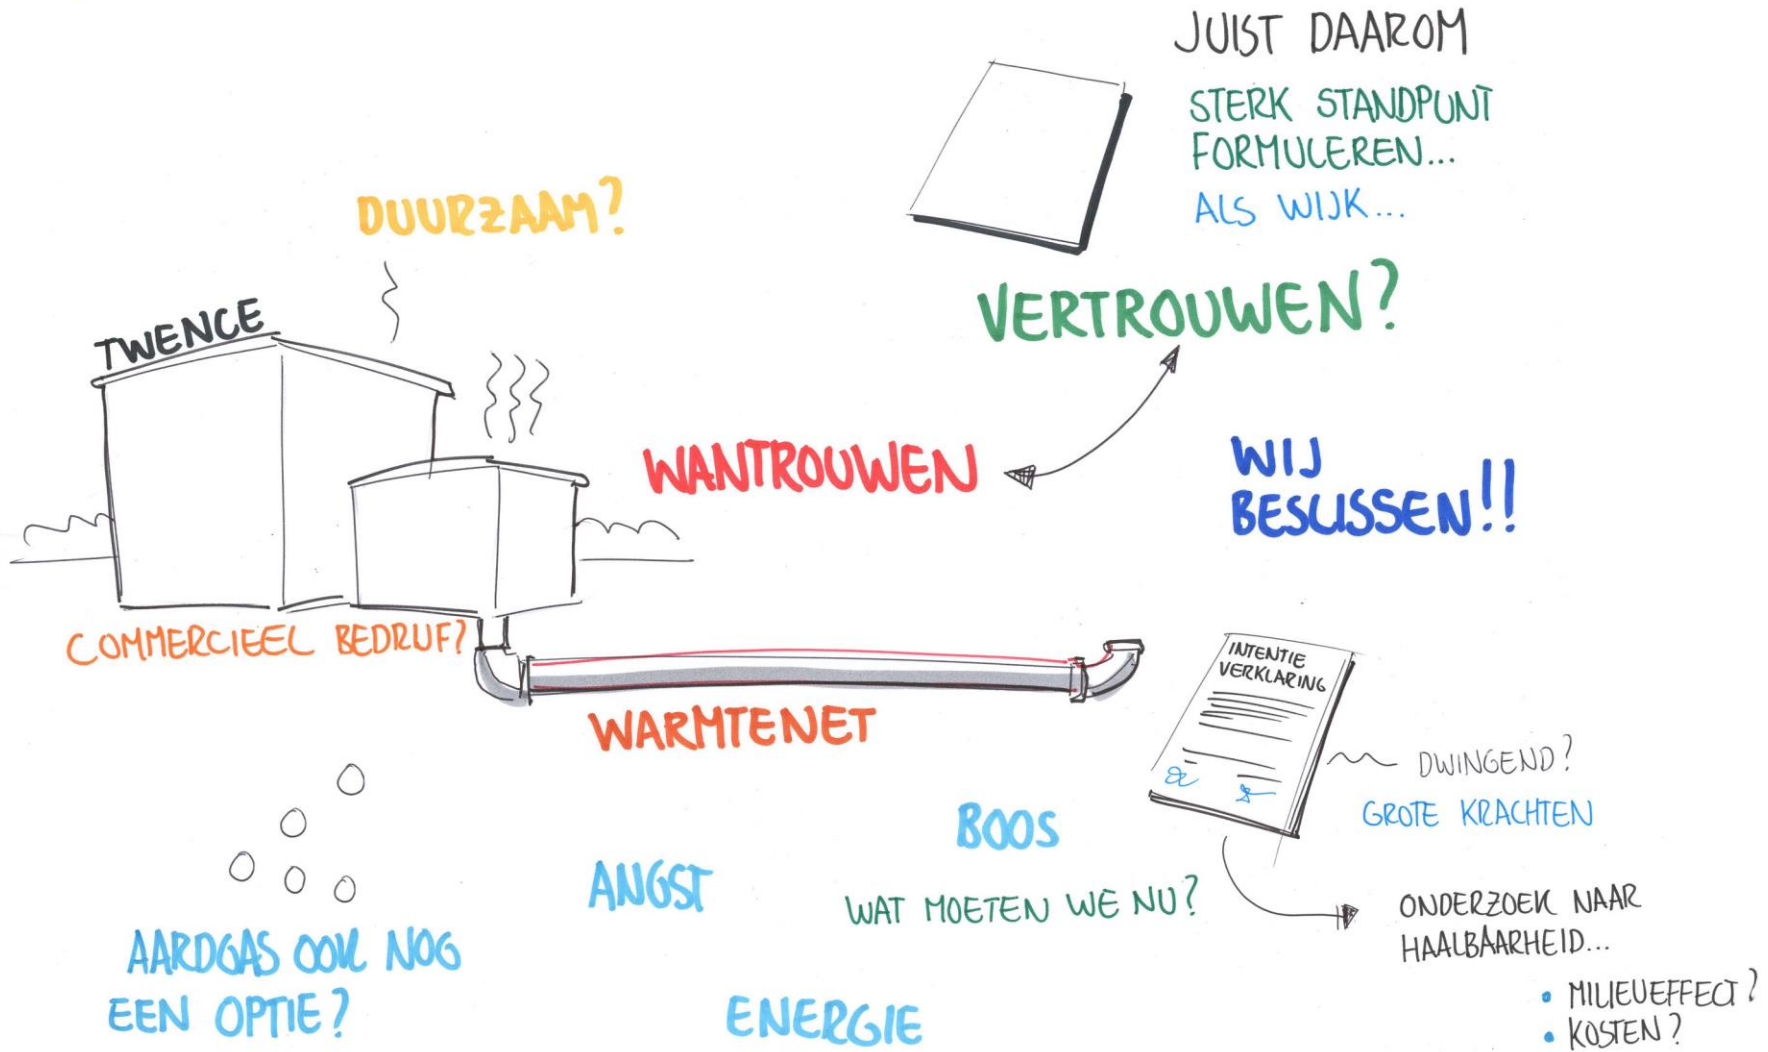 JUIST DAAROM
STERK STANDPUNT
FORMULEREN...
ALS WIJK...
DUURZAAM?
VERTROUWEN?
TWENCE
WANTROUWEN
WIJ
BESLISSEN!!
COMMERCIEEL BEDRIJF?
WARMTENET
INTENTIE
VERKLARING
DWINGEND?
GROTE KRACHTEN
BOOS
ANGST
WAT MOETEN WE NU?
ONDERZOEK NAAR
HAALBAARHEID...
• MILIEUEFFECT?
• KOSTEN?
AARDGAS OOK NOG
EEN OPTIE?
ENERGIE